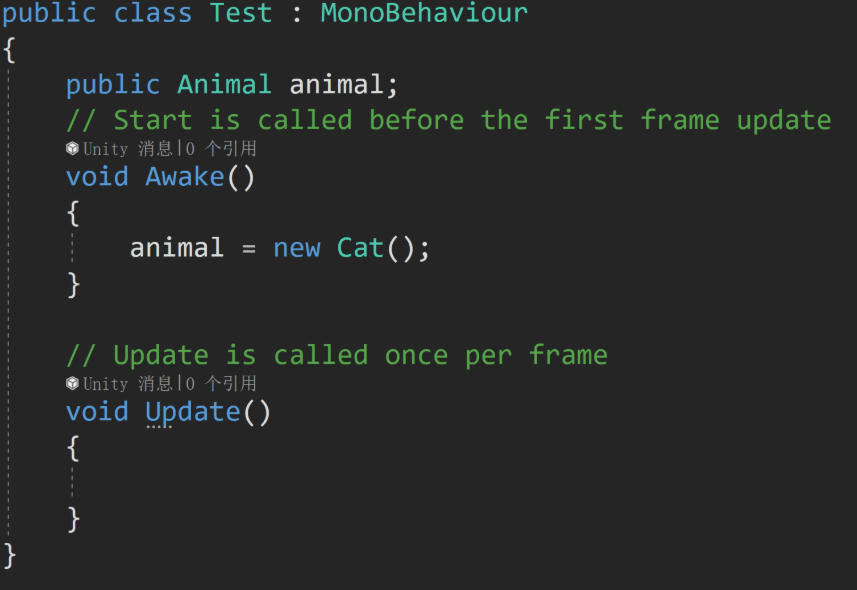 public class Test : MonoBehaviour
{
public Animal animal;
// Start is called before the first frame update
Unity 消息|0 个引用
void Awake()
{
animal = new Cat();
}
// Update is called once per frame
Unity 消息|0 个引用
void Update()
{
}
}